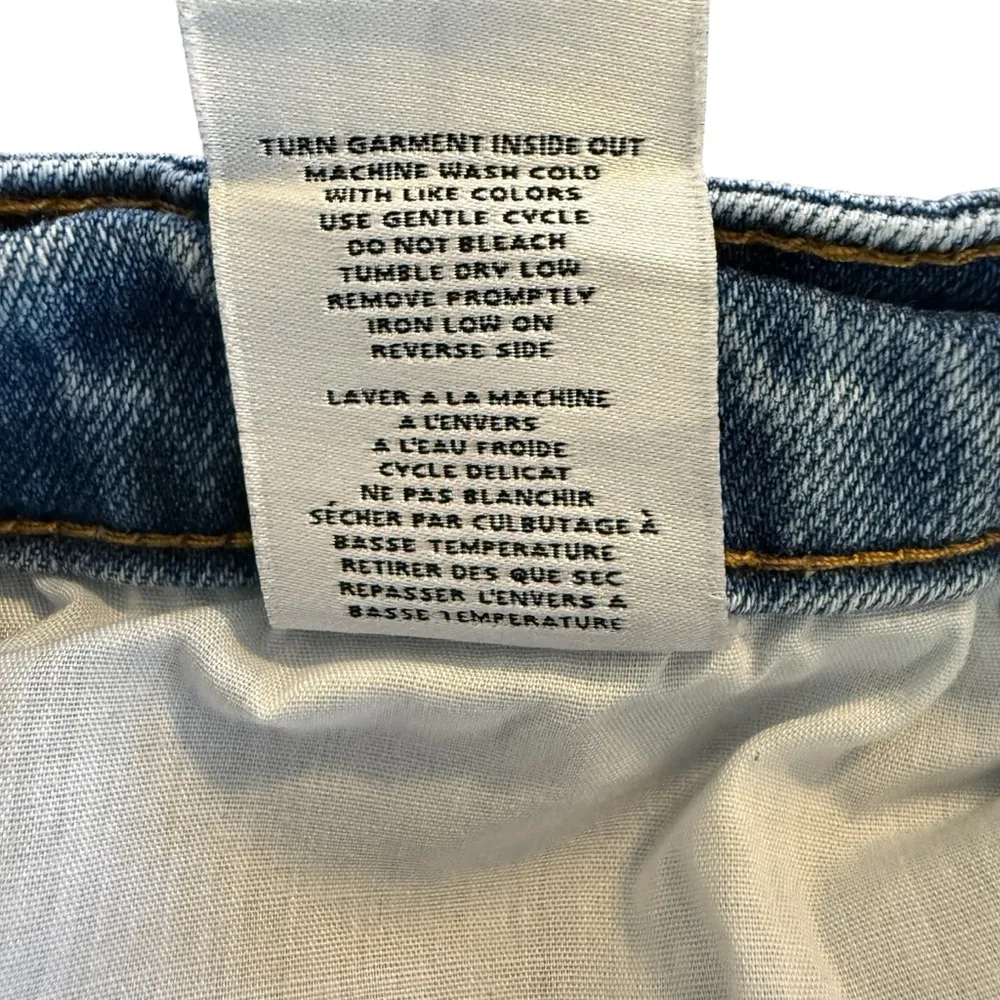 TURN GARMENT INSIDE OUT
MACHINE WASH COLD
WITH LIKE COLORS
USE GENTLE CYCLE
DO NOT BLEACH
TUMBLE DRY LOW
REMOVE PROMPTLY
IRON LOW ON
REVERSE SIDE
LAVER A LA MACHINE
A L'ENVERS
A L'EAU FROIDE
CYCLE DELICAT
NE PAS BLANCHIR
SÉCHER PAR CULBUTAGE À
BASSE TEMPERATURE
RETIRER DES QUE SEC
REPASSER L'ENVERS A
BASSE TEMPERATURE